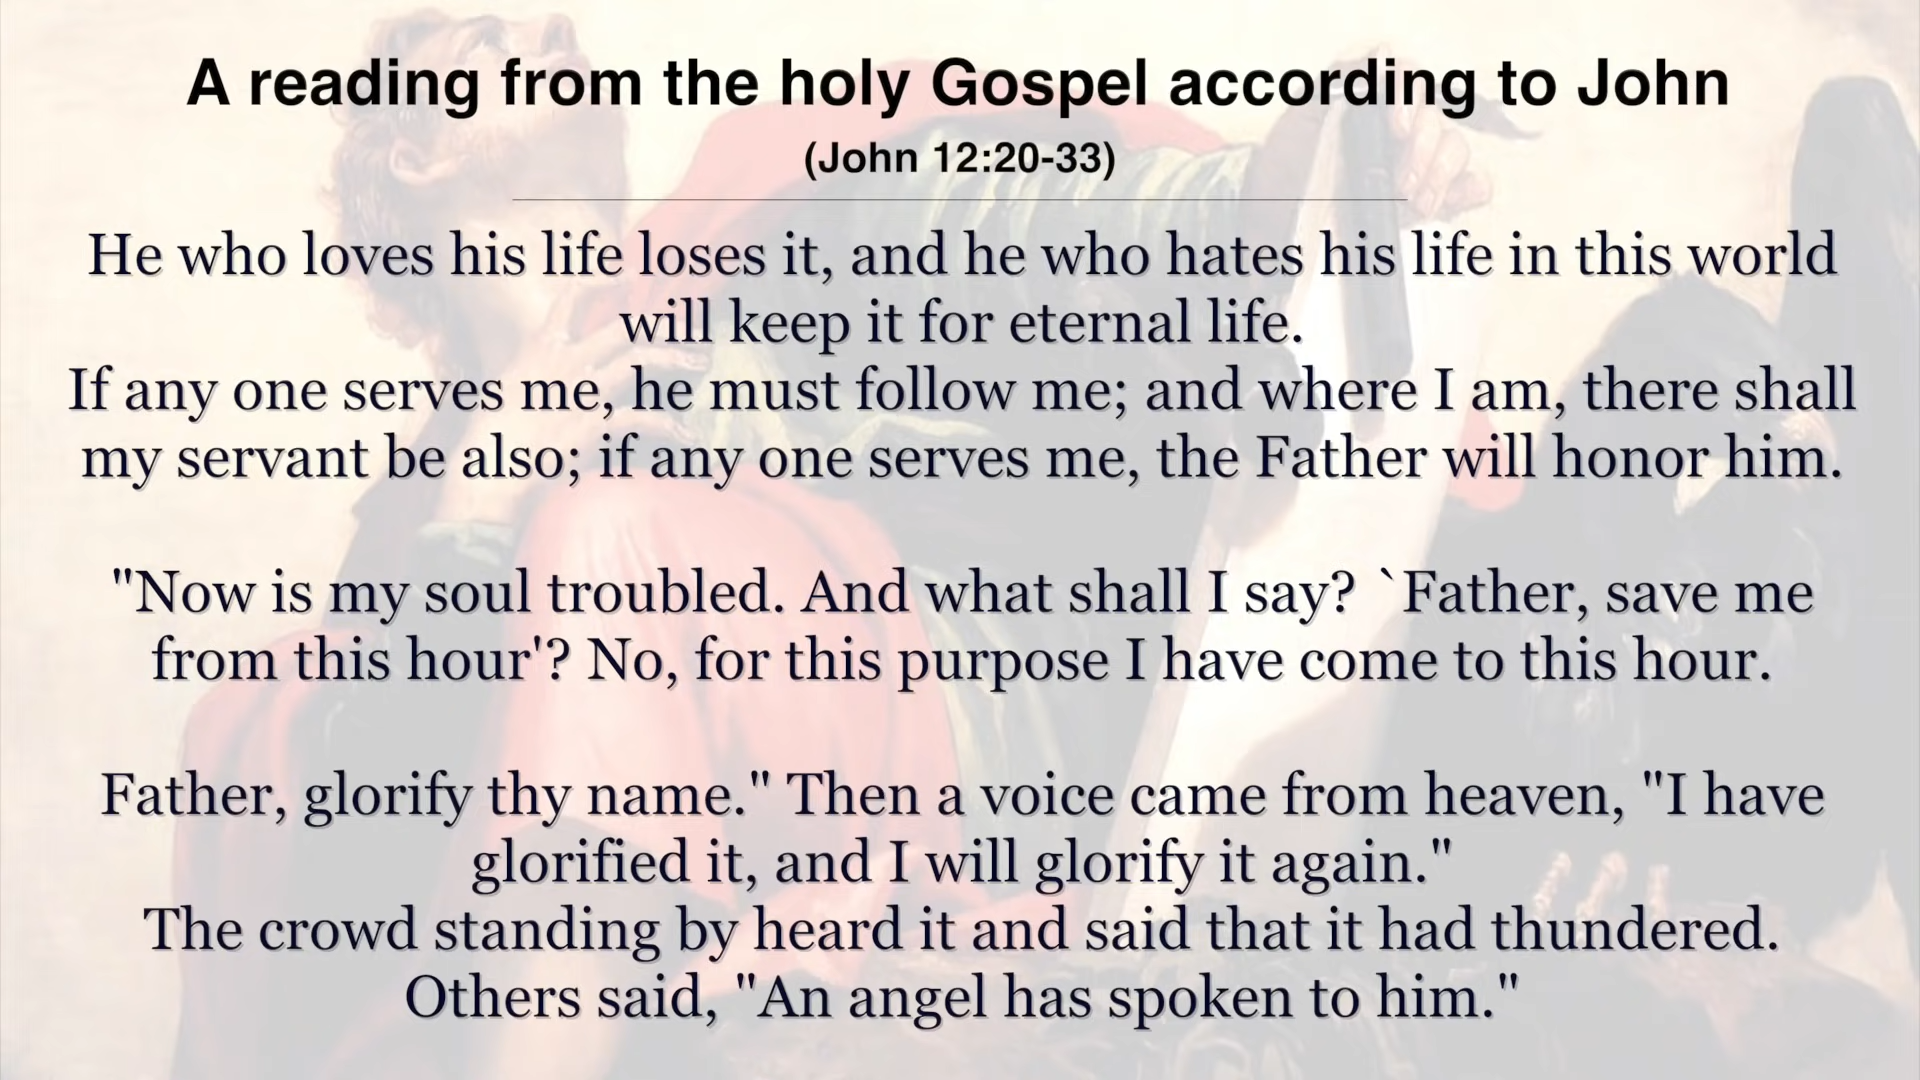 A reading from the holy Gospel according to John
(John 12:20-33)
He who loves his life loses it, and he who hates his life in this world
will keep it for eternal life.
If any one serves me, he must follow me; and where I am, there shall
my servant be also; if any one serves me, the Father will honor him.
"Now is my soul troubled. And what shall I say? `Father, save me
from this hour'? No, for this purpose I have come to this hour.
Father, glorify thy name." Then a voice came from heaven, "I have
glorified it, and I will glorify it again."
The crowd standing by heard it and said that it had thundered.
Others said, "An angel has spoken to him."